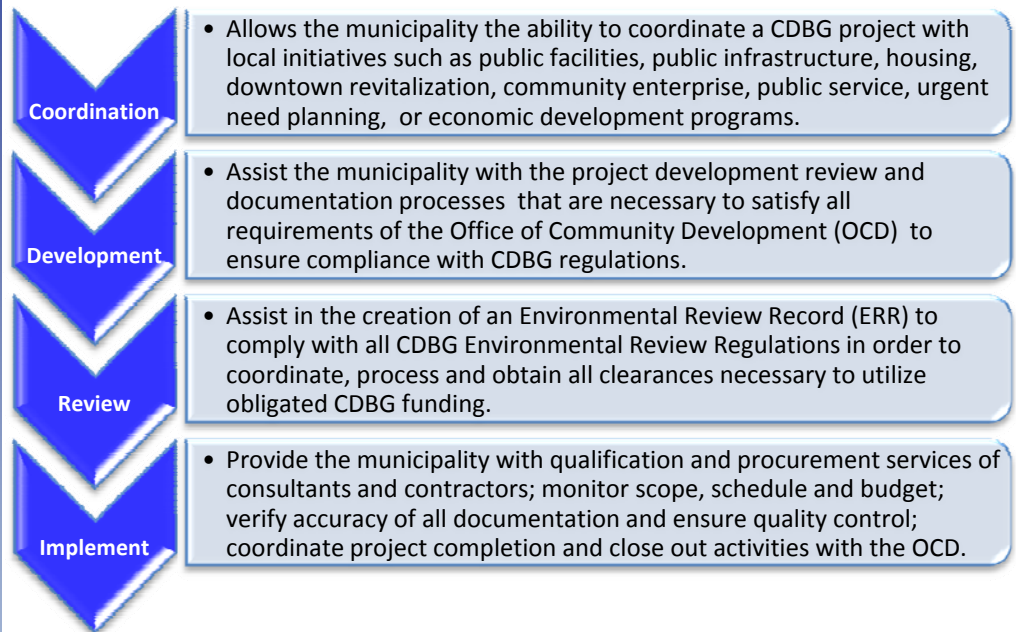 Coordination
• Allows the municipality the ability to coordinate a CDBG project with
local initiatives such as public facilities, public infrastructure, housing,
downtown revitalization, community enterprise, public service, urgent
need planning, or economic development programs.
Development
• Assist the municipality with the project development review and
documentation processes that are necessary to satisfy all
requirements of the Office of Community Development (OCD) to
ensure compliance with CDBG regulations.
Review
• Assist in the creation of an Environmental Review Record (ERR) to
comply with all CDBG Environmental Review Regulations in order to
coordinate, process and obtain all clearances necessary to utilize
obligated CDBG funding.
Implement
• Provide the municipality with qualification and procurement services of
consultants and contractors; monitor scope, schedule and budget;
verify accuracy of all documentation and ensure quality control;
coordinate project completion and close out activities with the OCD.